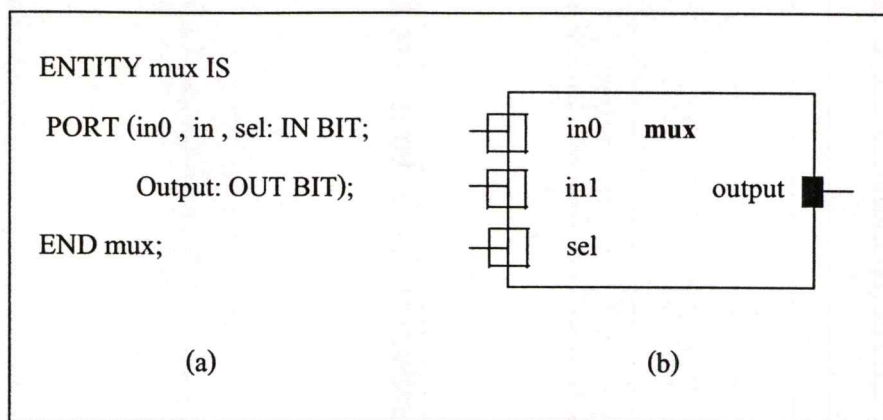 ENTITY mux IS
PORT (in0 , in , sel: IN BIT;
Output: OUT BIT);
END mux;
(a)
in0 mux
in1 output
sel
(b)